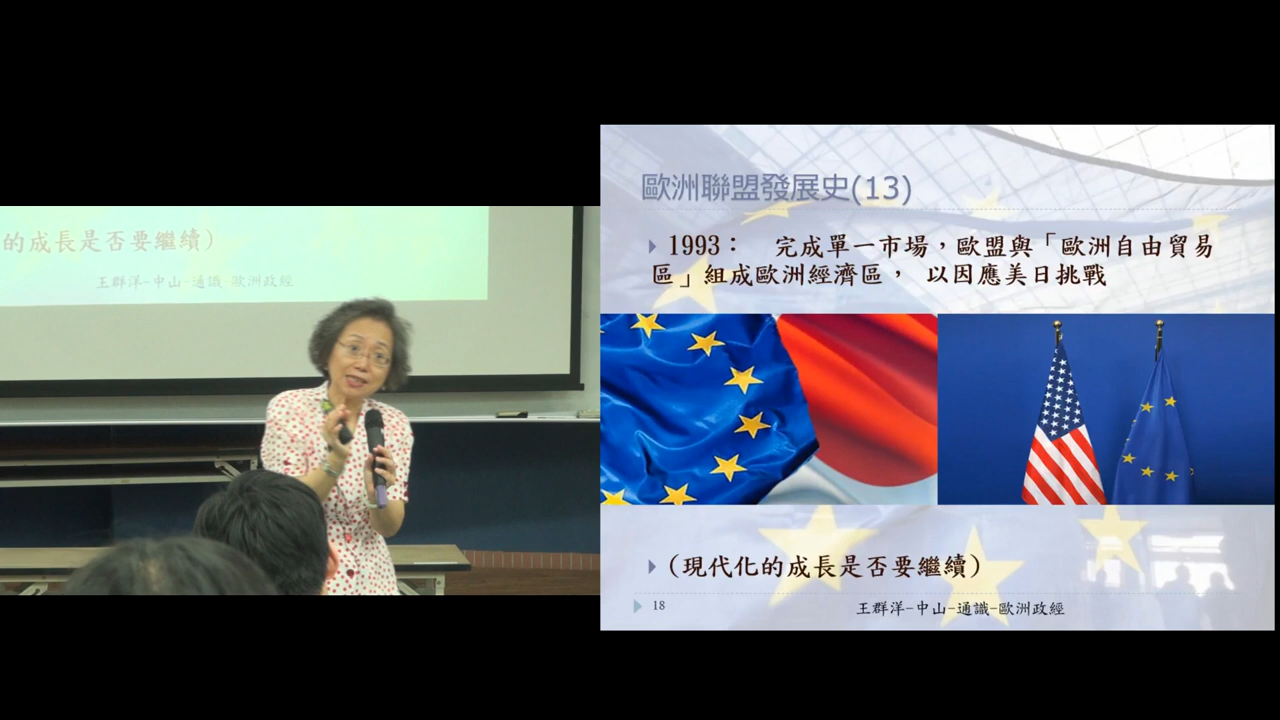 的成長是否要繼續)
王群洋-中山-通識-歐洲政經
歐洲聯盟發展史(13)
1993： 完成單一市場，歐盟與「歐洲自由貿易
區」組成歐洲經濟區， 以因應美日挑戰
(現代化的成長是否要繼續)
18
王群洋-中山-通識-歐洲政經